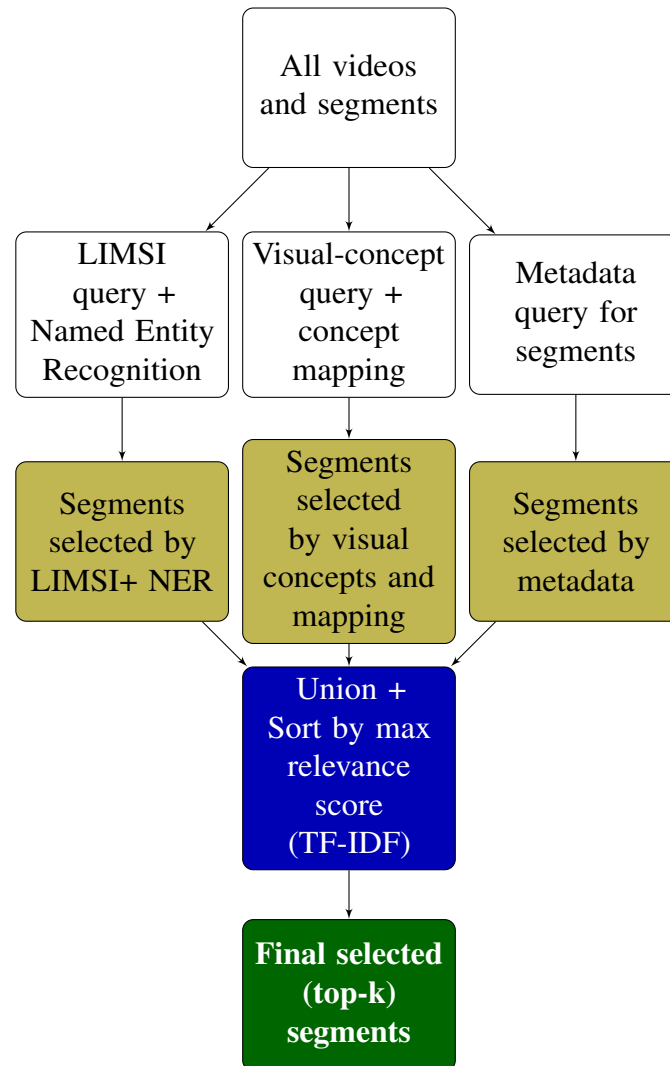 All videos
and segments
LIMSI
query +
Named Entity
Recognition
Visual-concept
query +
concept
mapping
Metadata
query for
segments
Segments
selected by
LIMSI+ NER
Segments
selected
by visual
concepts and
mapping
Segments
selected by
metadata
Union +
Sort by max
relevance
score
(TF-IDF)
Final selected
(top-k)
segments